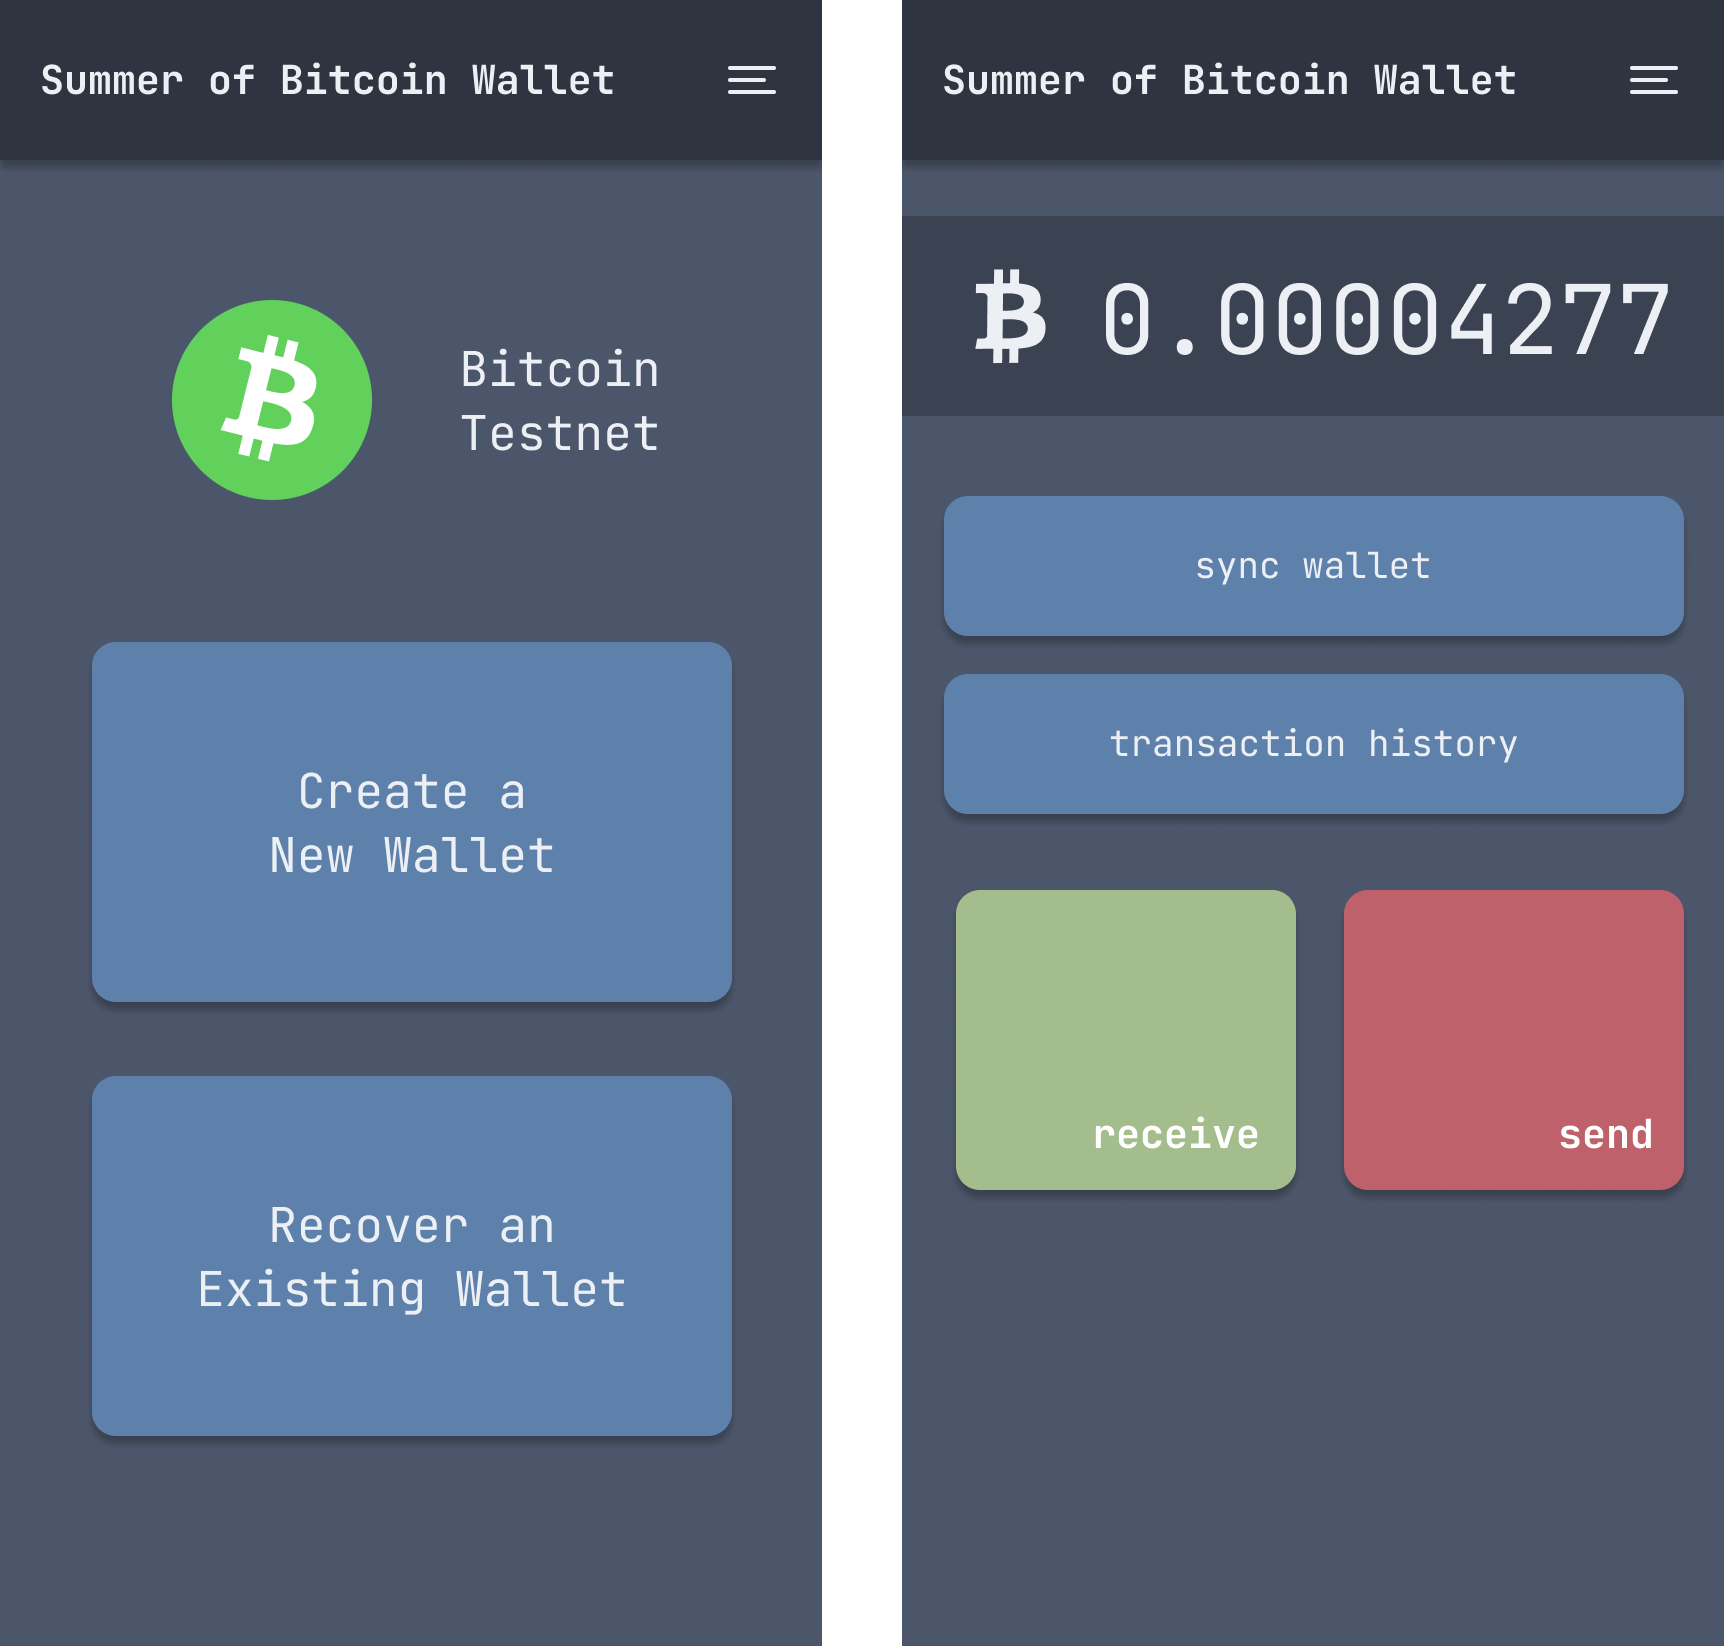 Summer of Bitcoin Wallet
Bitcoin
Testnet
Create a
New Wallet
Recover an
Existing Wallet
Summer of Bitcoin Wallet
₿ 0.00004277
sync wallet
transaction history
receive
send